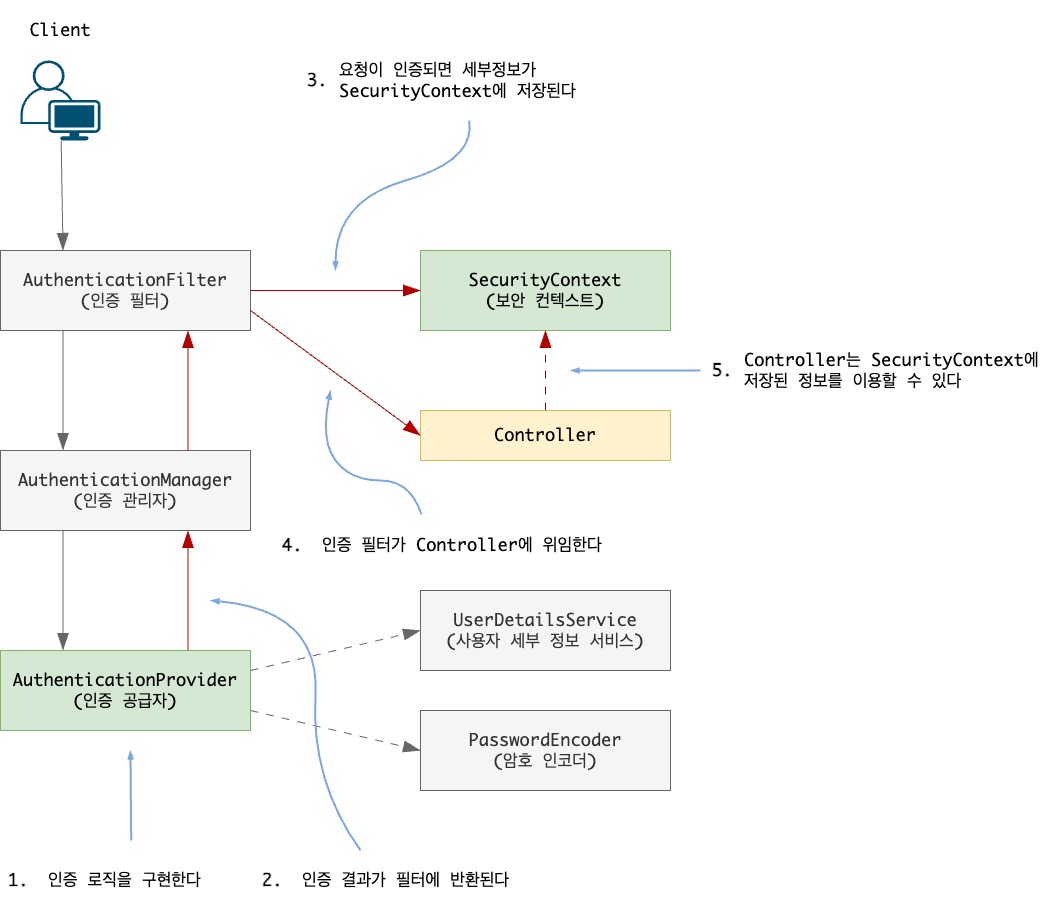 Client
3. 요청이 인증되면 세부정보가
SecurityContext에 저장된다
AuthenticationFilter
(인증 필터)
SecurityContext
(보안 컨텍스트)
5. Controller는 SecurityContext에
저장된 정보를 이용할 수 있다
Controller
AuthenticationManager
(인증 관리자)
4. 인증 필터가 Controller에 위임한다
UserDetailsService
(사용자 세부 정보 서비스)
AuthenticationProvider
(인증 공급자)
PasswordEncoder
(암호 인코더)
1. 인증 로직을 구현한다
2. 인증 결과가 필터에 반환된다